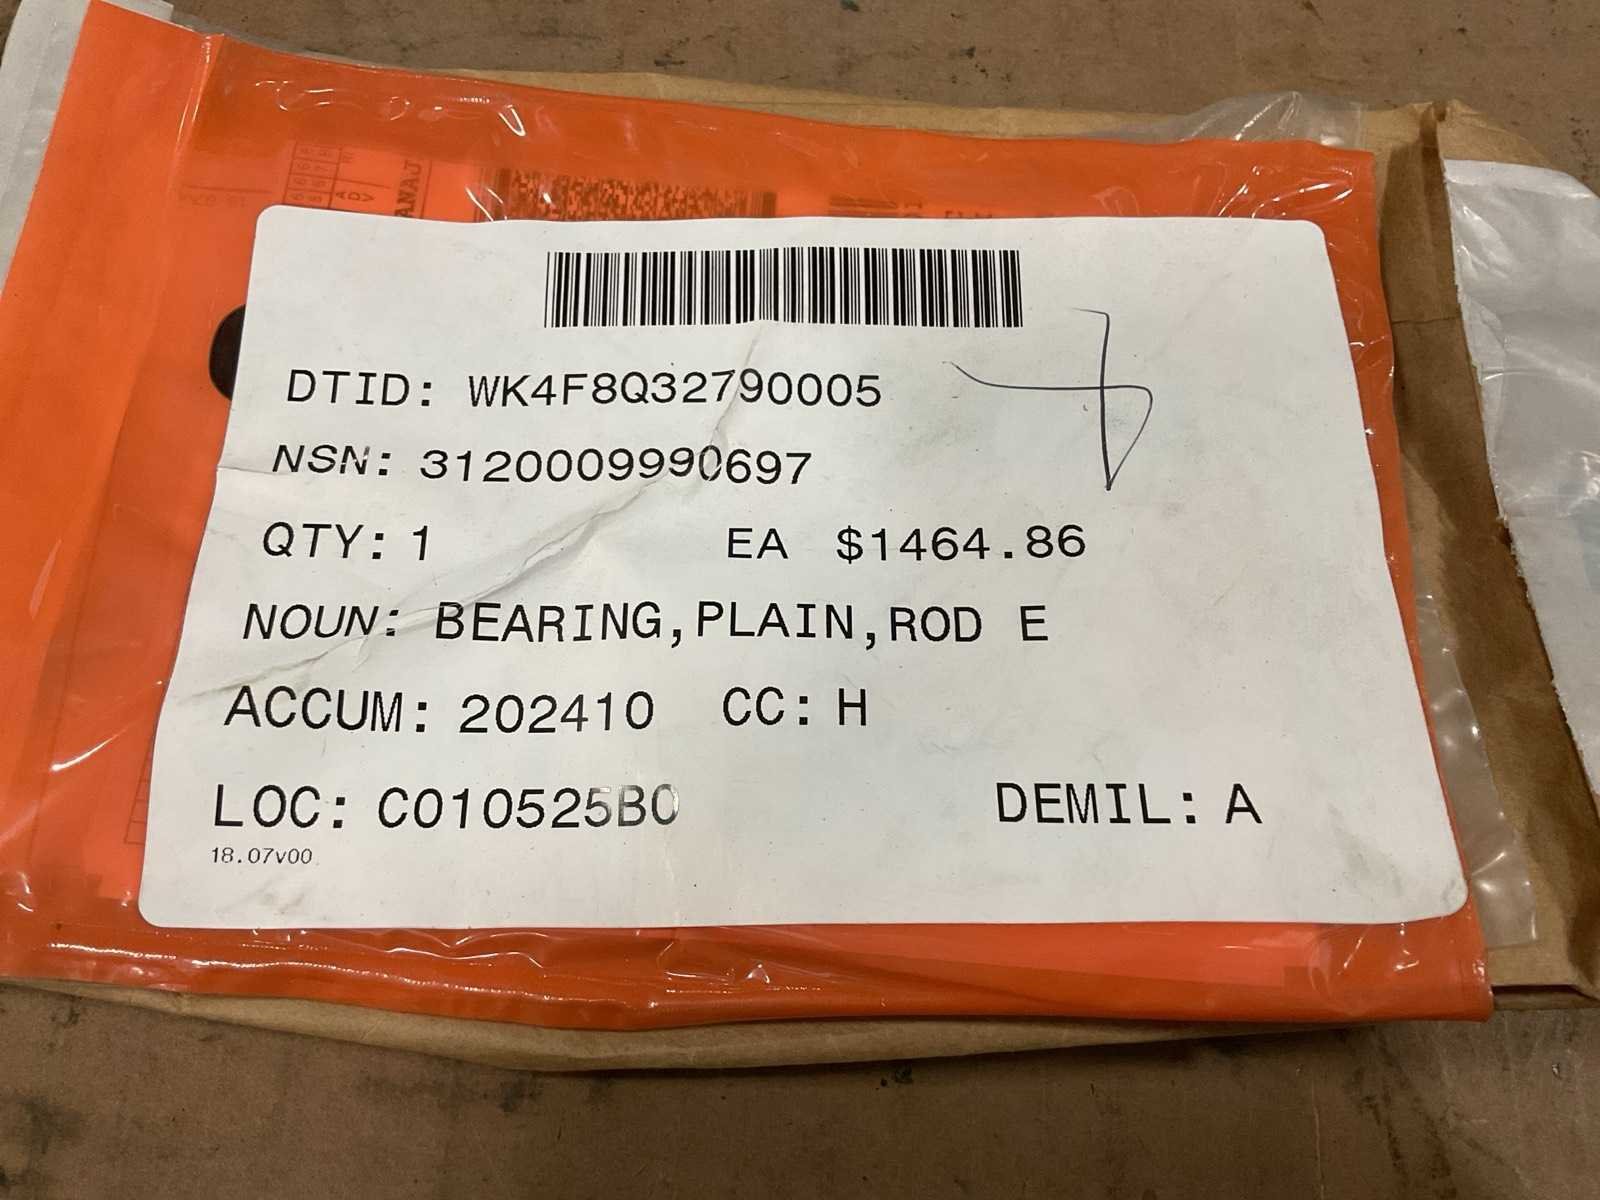 DTID: WK4F8Q32790005
NSN: 3120009990697
QTY: 1 EA $1464.86
NOUN: BEARING,PLAIN,ROD E
ACCUM: 202410 CC: H
LOC: C010525B0 DEMIL: A
18.07v00